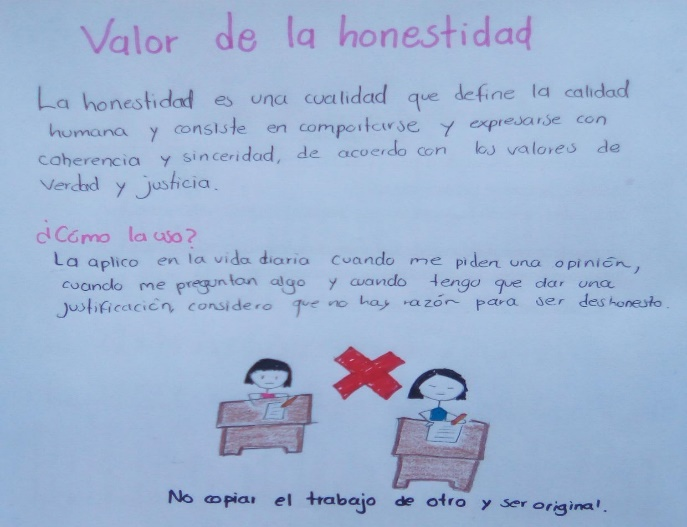 Valor de la honestidad
La honestidad es una cualidad que define la calidad
humana y consiste en comportarse y expresarse con
coherencia y sinceridad, de acuerdo con los valores de
verdad y justicia.
¿Cómo la uso?
La aplico en la vida diaria cuando me piden una opinión,
cuando me preguntan algo y cuando tengo que dar una
justificación, considero que no hay razón para ser deshonesto.
No copiar el trabajo de otro y ser original.